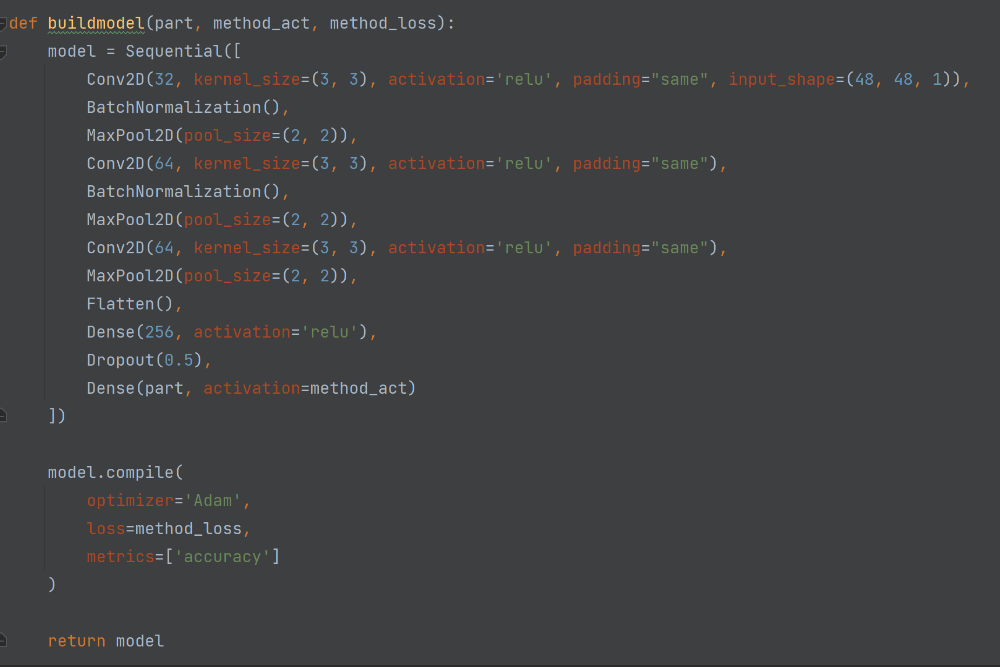 def buildmodel(part, method_act, method_loss):
    model = Sequential([
        Conv2D(32, kernel_size=(3, 3), activation='relu', padding="same", input_shape=(48, 48, 1)),
        BatchNormalization(),
        MaxPool2D(pool_size=(2, 2)),
        Conv2D(64, kernel_size=(3, 3), activation='relu', padding="same"),
        BatchNormalization(),
        MaxPool2D(pool_size=(2, 2)),
        Conv2D(64, kernel_size=(3, 3), activation='relu', padding="same"),
        MaxPool2D(pool_size=(2, 2)),
        Flatten(),
        Dense(256, activation='relu'),
        Dropout(0.5),
        Dense(part, activation=method_act)
    ])

    model.compile(
        optimizer='Adam',
        loss=method_loss,
        metrics=['accuracy']
    )

    return model